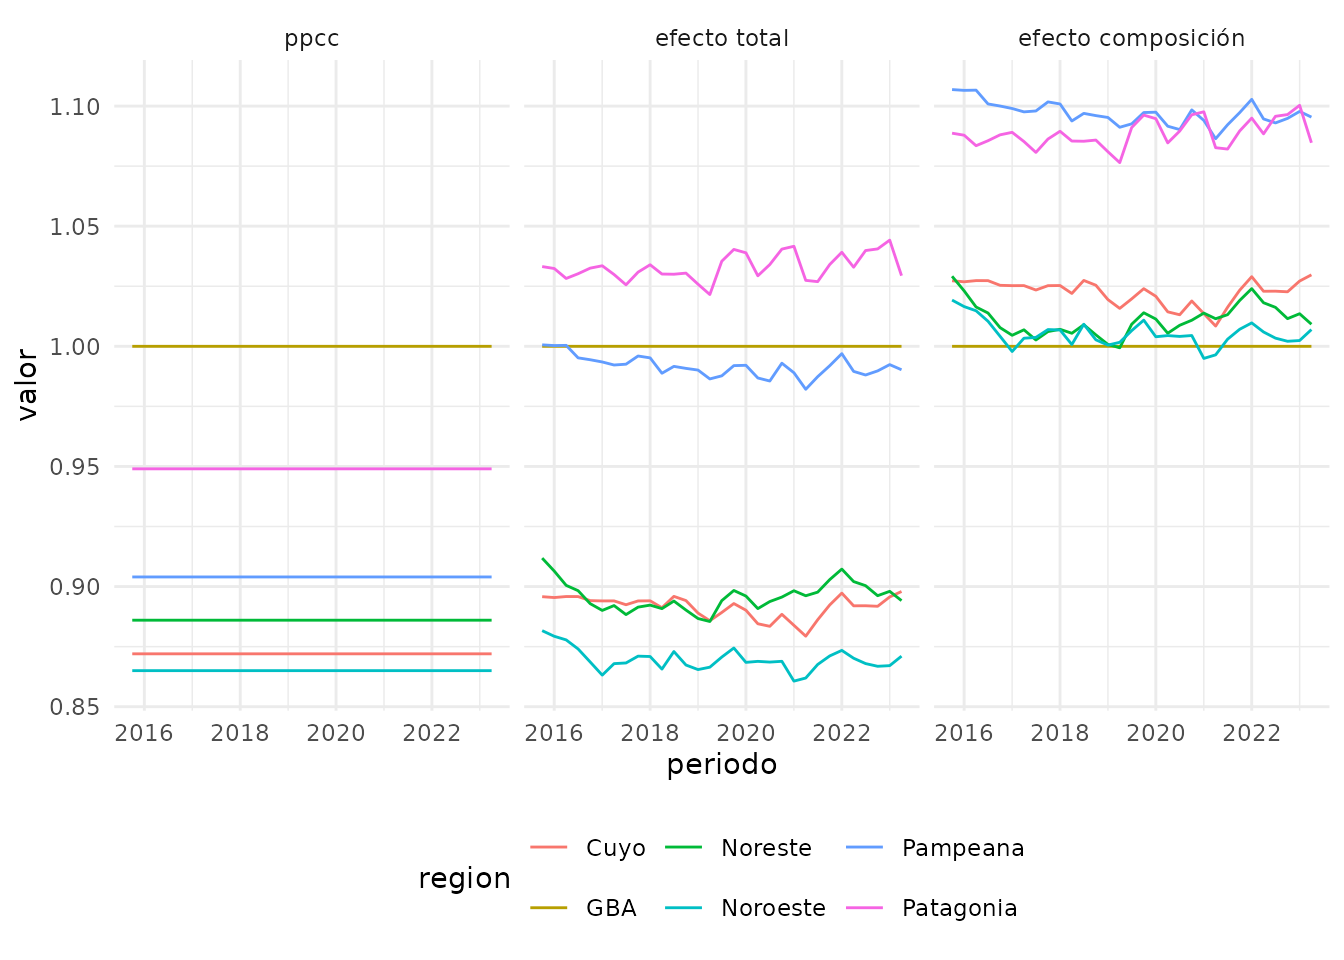 ppcc
efecto total
efecto composición
1.10
1.05
1.00
0.95
0.90
0.85
valor
2016 2018 2020 2022
2016 2018 2020 2022
2016 2018 2020 2022
periodo
region
Cuyo
Noreste
Pampeana
GBA
Noroeste
Patagonia